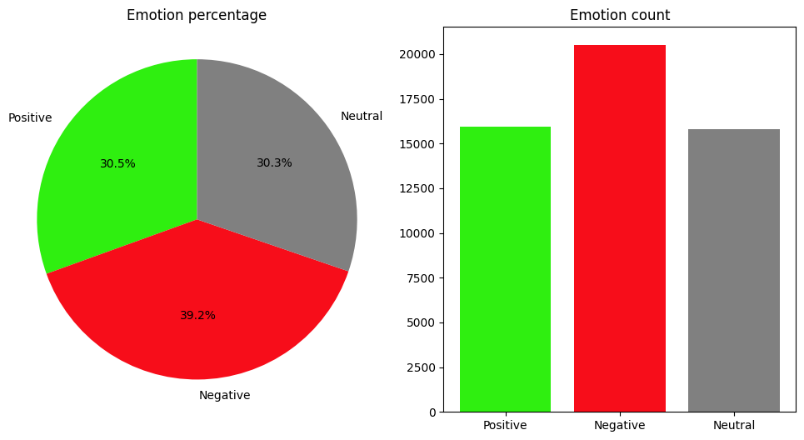 Emotion percentage
Positive
Neutral
30.5%
30.3%
39.2%
Negative
Emotion count
20000
17500
15000
12500
10000
7500
5000
2500
0
Positive Negative Neutral